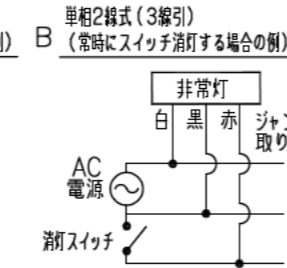 B 単相2線式(3線引)
(常時にスイッチ消灯する場合の例)
非常灯
白 黒 赤
AC
電源
消灯スイッチ